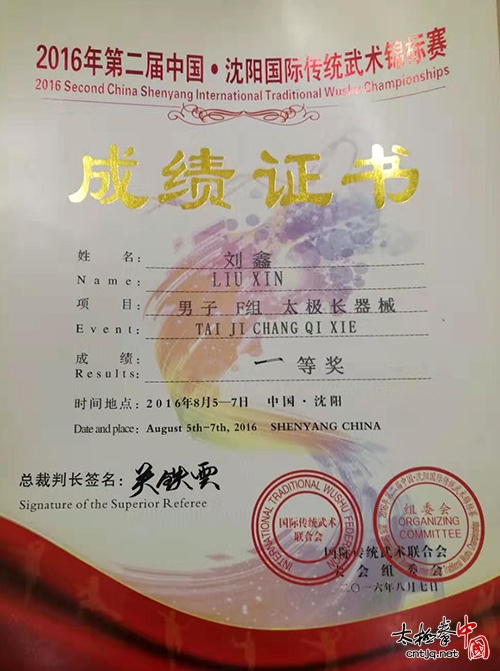 2016年第二届中国·沈阳国际传统武术锦标赛
2016 Second China Shenyang International Traditional Wushu Championships
成绩证书
姓名: 刘鑫
Name: LIU XIN
项目: 男子 F组 太极长器械
Event: TAI JI CHANG QI XIE
成绩: 一等奖
Results:
时间地点: 2016年8月5—7日 中国·沈阳
Date and place: August 5th-7th, 2016 SHENYANG CHINA
总裁判长签名: 吴铁云
Signature of the Superior Referee
INTERNATIONAL TRADITIONAL WUSHU FEDERATION
国际传统武术
联合会
组委会
ORGANIZING
COMMITTEE
国际传统武术联合会
大会组委会
二〇一六年八月七日
太极拳中国
cntjq.net